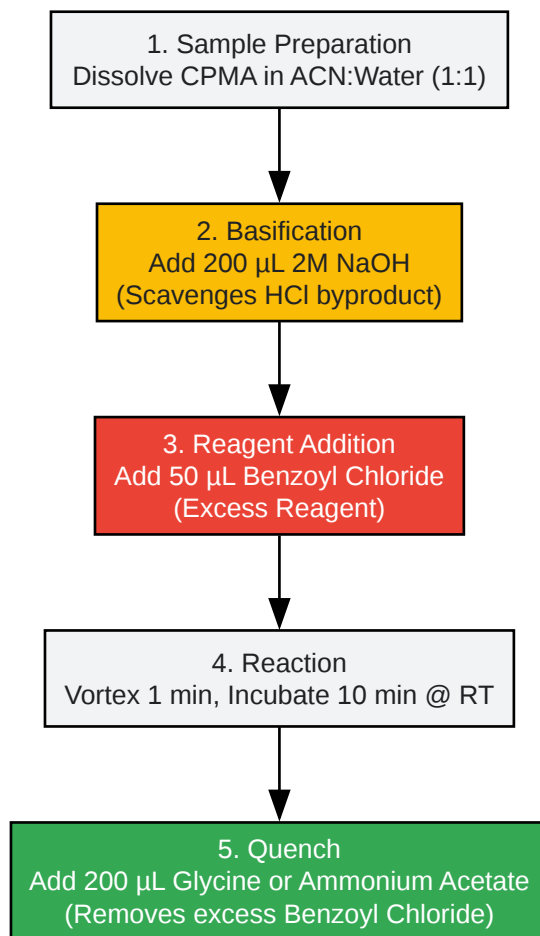 1. Sample Preparation
Dissolve CPMA in ACN:Water (1:1)
2. Basification
Add 200 µL 2M NaOH
(Scavenges HCl byproduct)
3. Reagent Addition
Add 50 µL Benzoyl Chloride
(Excess Reagent)
4. Reaction
Vortex 1 min, Incubate 10 min @ RT
5. Quench
Add 200 µL Glycine or Ammonium Acetate
(Removes excess Benzoyl Chloride)